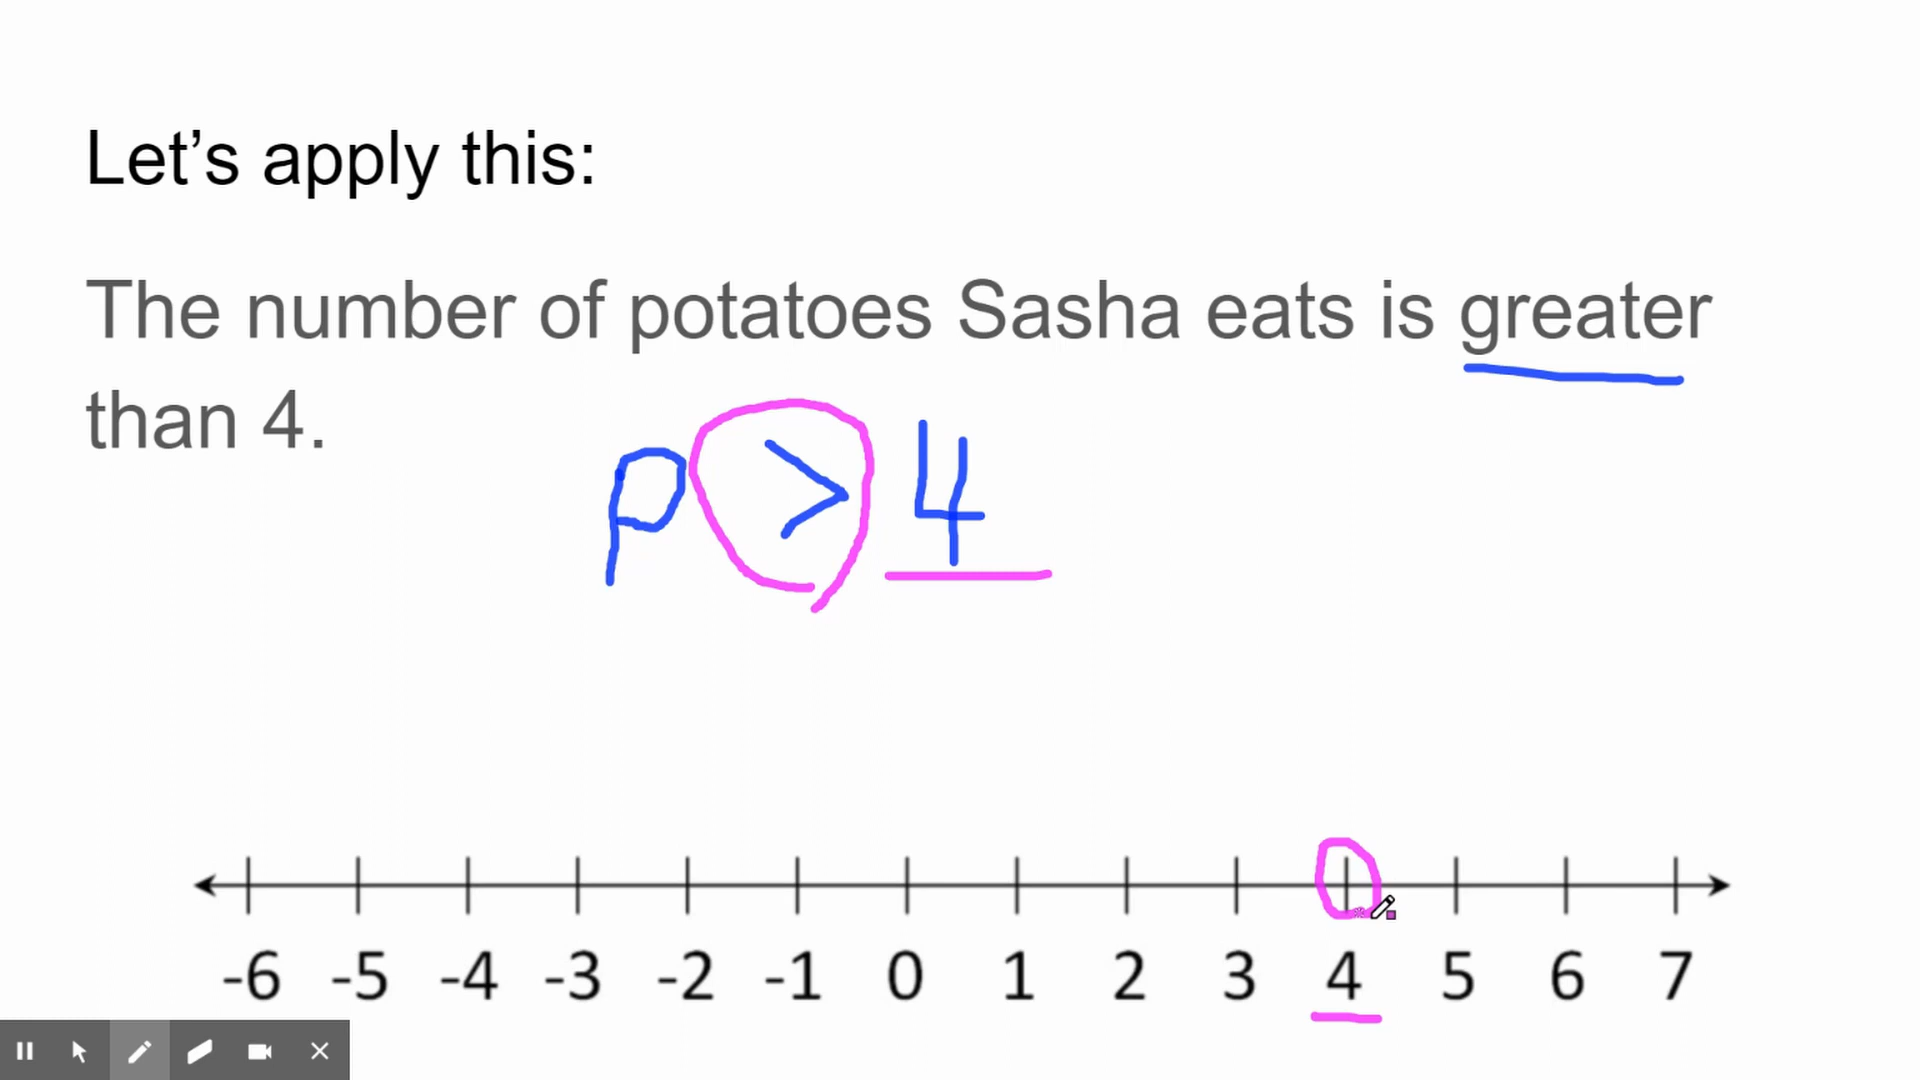 Let’s apply this:
The number of potatoes Sasha eats is greater
than 4.
p > 4
-6 -5 -4 -3 -2 -1 0 1 2 3 4 5 6 7